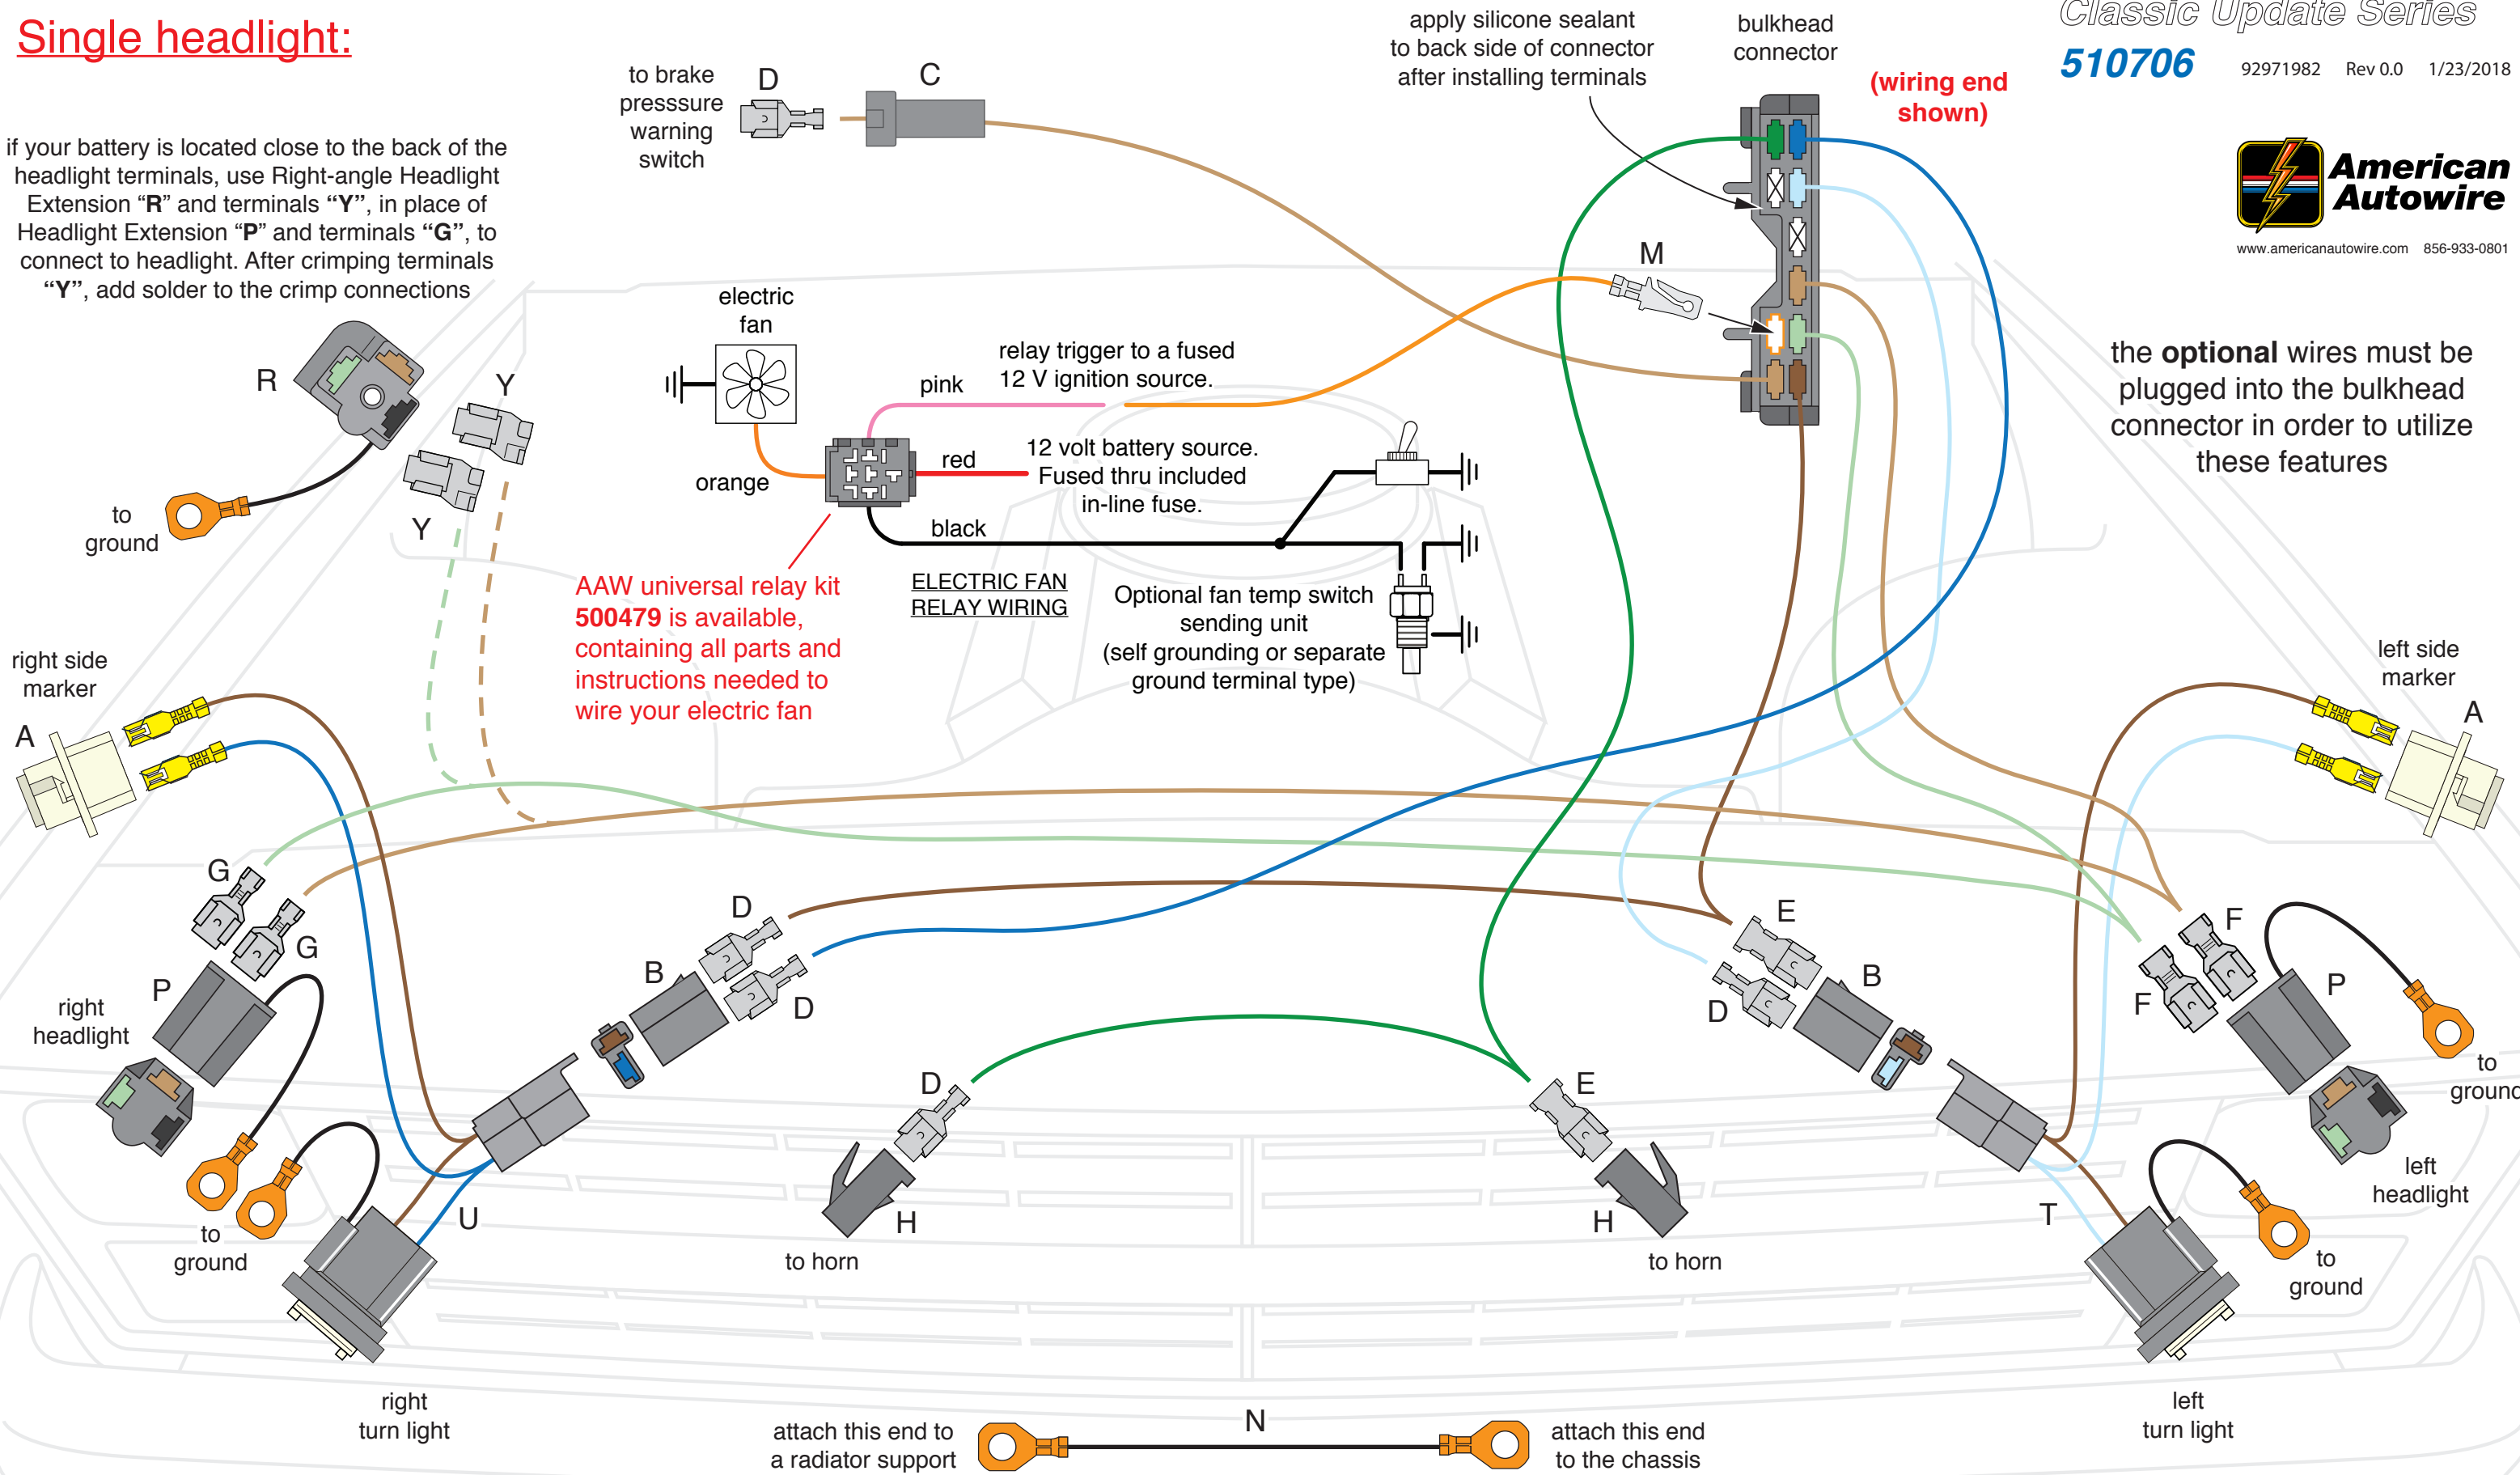 Single headlight:
if your battery is located close to the back of the
headlight terminals, use Right-angle Headlight
Extension “R” and terminals “Y”, in place of
Headlight Extension “P” and terminals “G”, to
connect to headlight. After crimping terminals
“Y”, add solder to the crimp connections
to brake
presssure
warning
switch
D
C
apply silicone sealant
to back side of connector
after installing terminals
bulkhead
connector
(wiring end
shown)
Classic Update Series
510706
92971982 Rev 0.0 1/23/2018
American
Autowire
www.americanautowire.com 856-933-0801
the optional wires must be
plugged into the bulkhead
connector in order to utilize
these features
M
electric
fan
relay trigger to a fused
12 V ignition source.
pink
red
12 volt battery source.
Fused thru included
in-line fuse.
orange
black
AAW universal relay kit
500479 is available,
containing all parts and
instructions needed to
wire your electric fan
ELECTRIC FAN
RELAY WIRING
Optional fan temp switch
sending unit
(self grounding or separate
ground terminal type)
R
Y
Y
to
ground
right side
marker
A
left side
marker
A
G
G
P
right
headlight
to
ground
U
right
turn light
D
B
D
D
H
to horn
E
H
to horn
E
B
D
F
F
P
to
ground
left
headlight
T
to
ground
left
turn light
attach this end to
a radiator support
N
attach this end
to the chassis